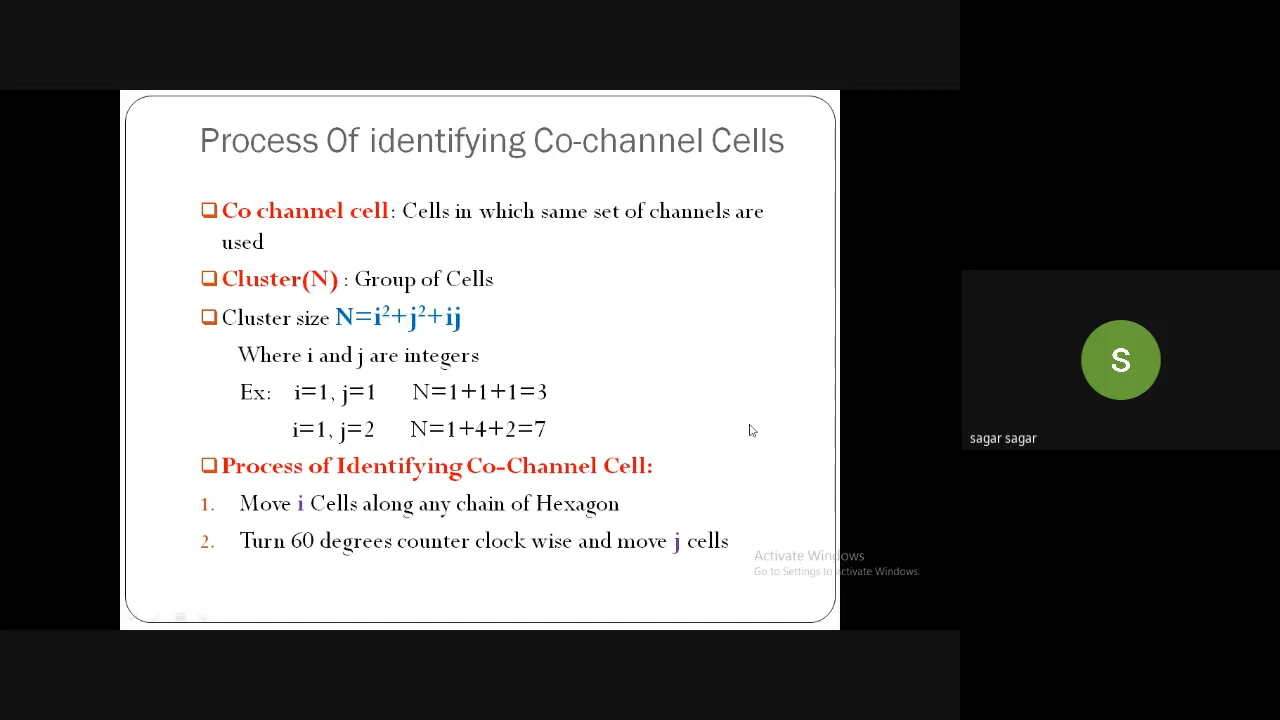 Process Of identifying Co-channel Cells
Co channel cell: Cells in which same set of channels are
used
Cluster(N) : Group of Cells
Cluster size N=i²+j²+ij
Where i and j are integers
Ex: i=1, j=1 N=1+1+1=3
i=1, j=2 N=1+4+2=7
Process of Identifying Co-Channel Cell:
1. Move i Cells along any chain of Hexagon
2. Turn 60 degrees counter clock wise and move j cells
Activate Windows
Go to Settings to activate Windows.
S
sagar sagar